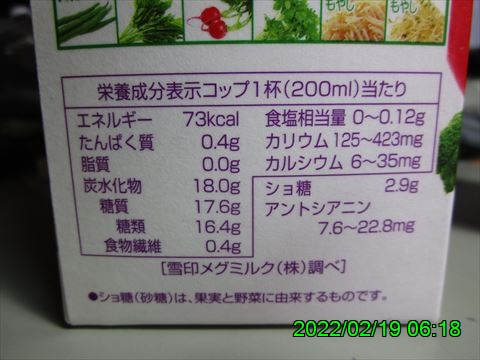 もやし
もやし
栄養成分表示コップ1杯(200ml)当たり
エネルギー 73kcal
たんぱく質 0.4g
脂質 0.0g
炭水化物 18.0g
糖質 17.6g
糖類 16.4g
食物繊維 0.4g
食塩相当量 0~0.12g
カリウム 125~423mg
カルシウム 6~35mg
ショ糖 2.9g
アントシアニン
7.6~22.8mg
[雪印メグミルク(株)調べ]
●ショ糖(砂糖)は、果実と野菜に由来するものです。
2022/02/19 06:18